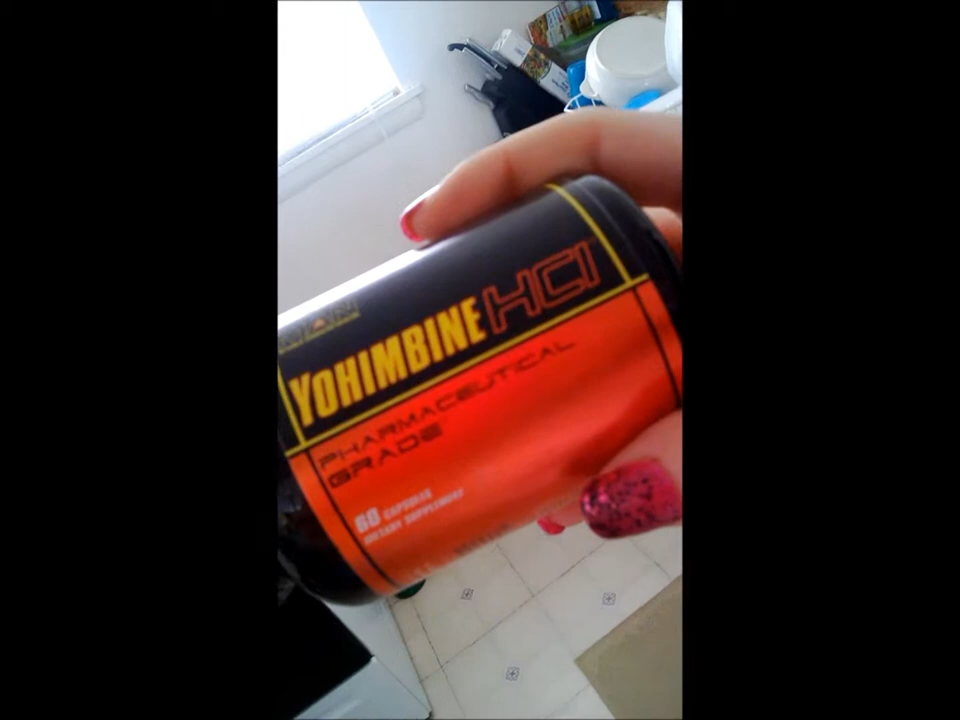 YOHIMBINE HCl
PHARMACEUTICAL
GRADE
60 CAPSULES
DIETARY SUPPLEMENT